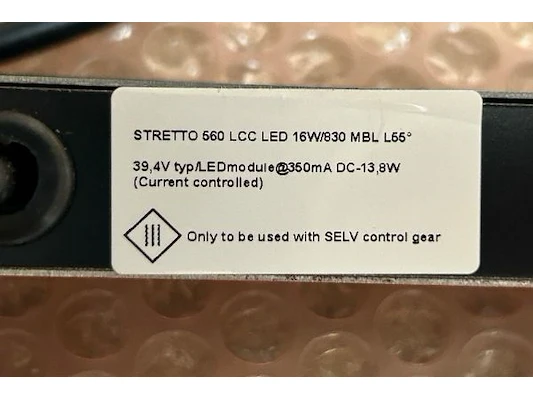 STRETTO 560 LCC LED 16W/830 MBL L55°
39,4V typ/LEDmodule@350mA DC-13,8W
(Current controlled)
Only to be used with SELV control gear